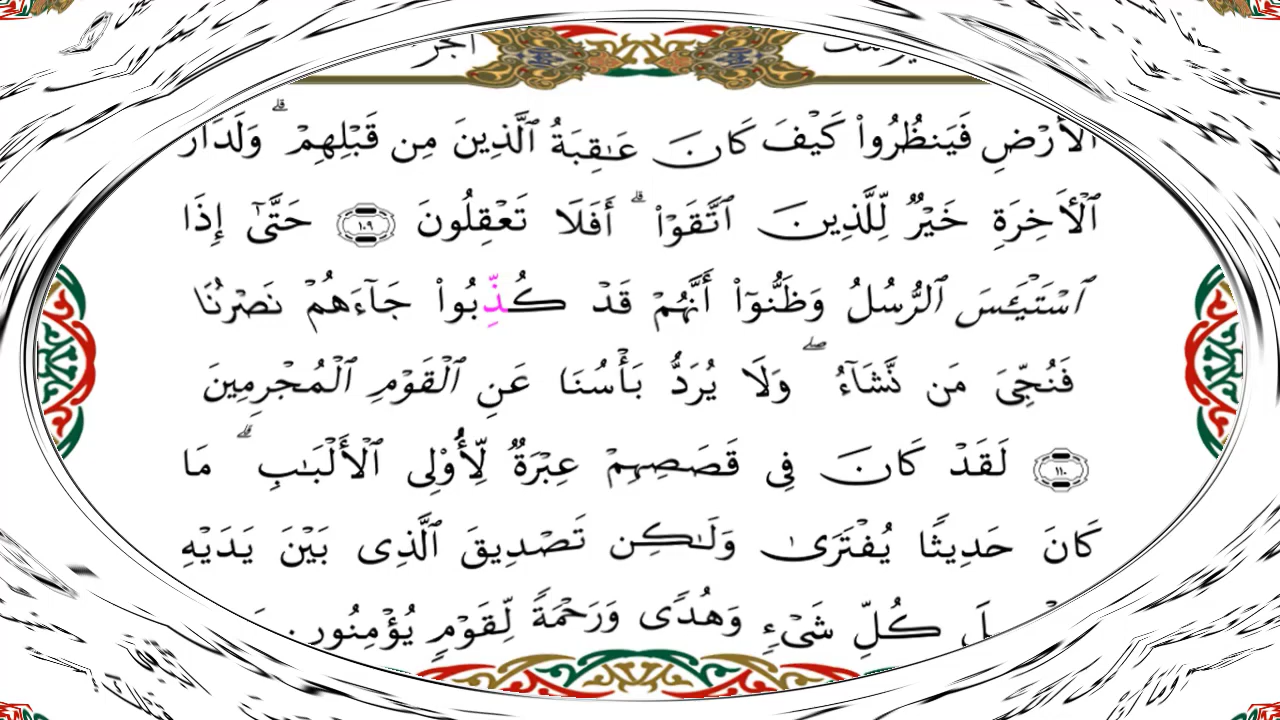 ٱلۡأَرۡضِ فَيَنظُرُوا۟ كَيۡفَ كَانَ عَـٰقِبَةُ ٱلَّذِينَ مِن قَبۡلِهِمۡۗ وَلَدَارُ
ٱلۡأَخِرَةِ خَيۡرٌ لِّلَّذِينَ ٱتَّقَوۡا۟ۗ أَفَلَا تَعۡقِلُونَ ١٠٩ حَتَّىٰٓ إِذَا
ٱسۡتَيۡـَٔسَ ٱلرُّسُلُ وَظَنُّوٓا۟ أَنَّهُمۡ قَدۡ كُذِّبُوا۟ جَآءَهُمۡ نَصۡرُنَا
فَنُجِّىَ مَن نَّشَآءُۖ وَلَا يُرَدُّ بَأۡسُنَا عَنِ ٱلۡقَوۡمِ ٱلۡمُجۡرِمِينَ
١١٠ لَقَدۡ كَانَ فِى قَصَصِهِمۡ عِبۡرَةٌ لِّأُو۟لِى ٱلۡأَلۡبَـٰبِۗ مَا
كَانَ حَدِيثًا يُفۡتَرَىٰ وَلَـٰكِن تَصۡدِيقَ ٱلَّذِى بَيۡنَ يَدَيۡهِ
كُلِّ شَىۡءٍ وَهُدًى وَرَحۡمَةً لِّقَوۡمٍ يُؤۡمِنُونَ